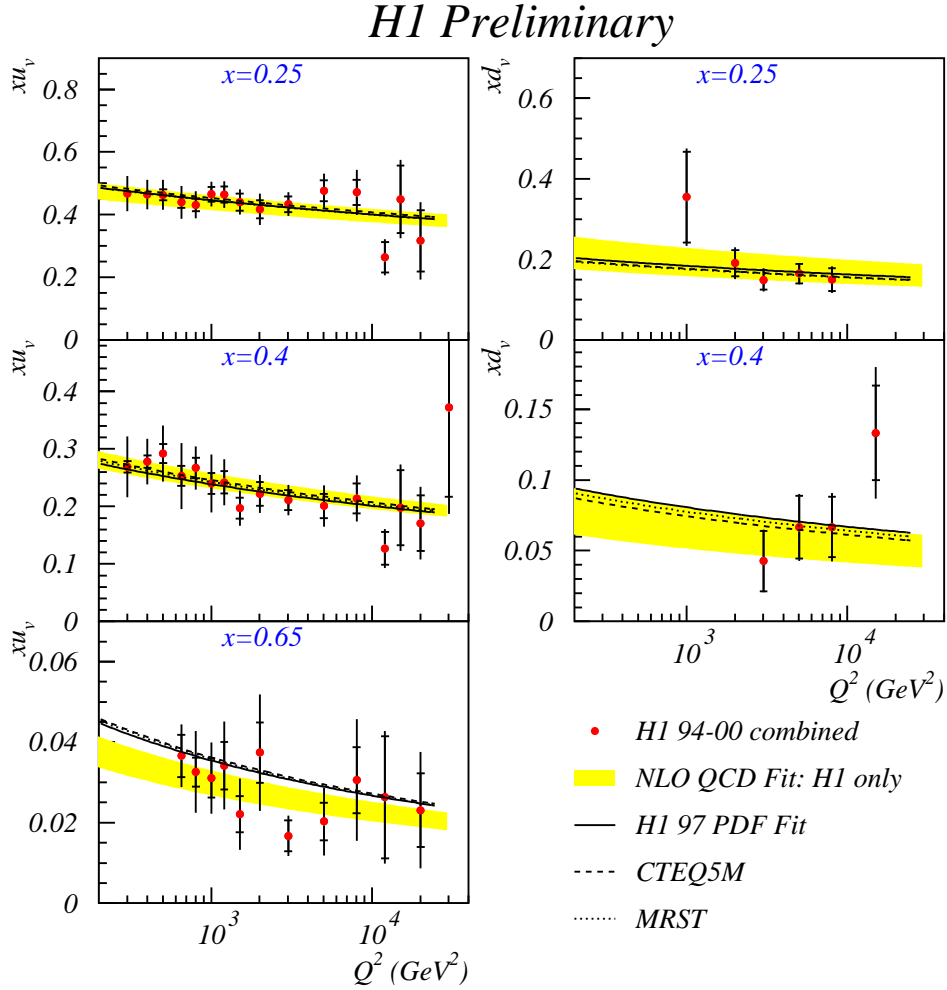 H1 Preliminary
xu_v
x=0.25
0.8
0.6
0.4
0.2
0
xd_v
x=0.25
0.6
0.4
0.2
0
xu_v
x=0.4
0.4
0.3
0.2
0.1
0
xd_v
x=0.4
0.15
0.1
0.05
0
10^3
10^4
Q^2 (GeV^2)
xu_v
x=0.65
0.06
0.04
0.02
0
10^3
10^4
Q^2 (GeV^2)
H1 94-00 combined
NLO QCD Fit: H1 only
H1 97 PDF Fit
CTEQ5M
MRST